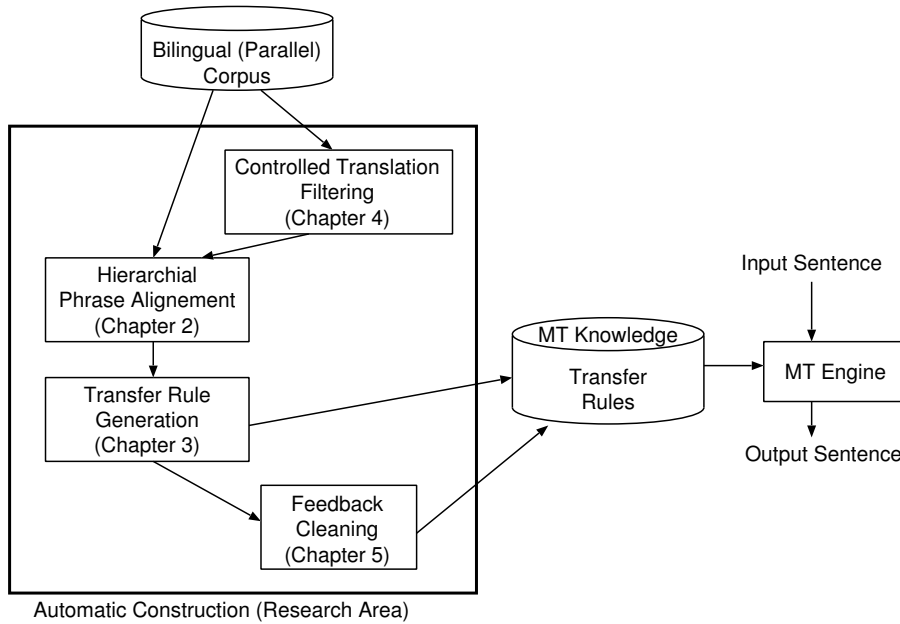 Bilingual (Parallel)
Corpus
Controlled Translation
Filtering
(Chapter 4)
Hierarchial
Phrase Alignement
(Chapter 2)
Transfer Rule
Generation
(Chapter 3)
Feedback
Cleaning
(Chapter 5)
Automatic Construction (Research Area)
MT Knowledge
Transfer
Rules
Input Sentence
MT Engine
Output Sentence